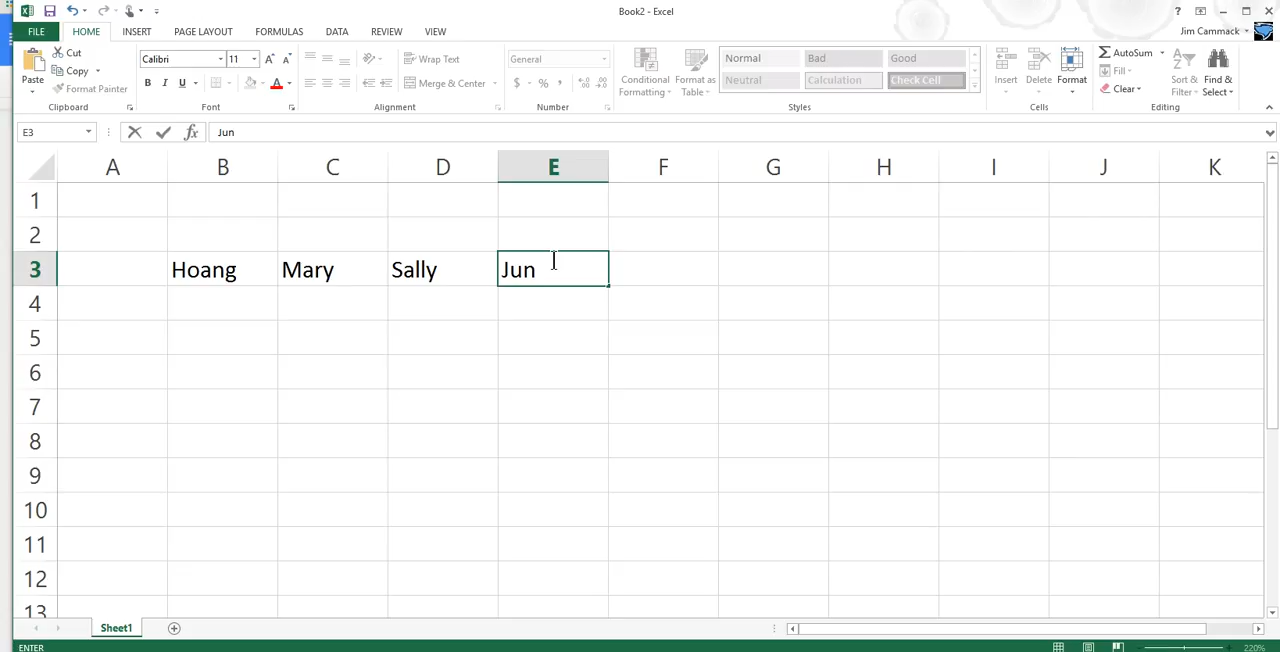 Book2 - Excel
?
FILE HOME INSERT PAGE LAYOUT FORMULAS DATA REVIEW VIEW Jim Cammack
Paste Cut Copy Format Painter Clipboard
Calibri 11 B I U A Font
Wrap Text Merge & Center Alignment
General $ % , Number
Conditional Formatting Format as Table
Normal Bad Good
Neutral Calculation Check Cell
Styles
Insert Delete Format Cells
AutoSum Fill Clear Sort & Filter Find & Select Editing
E3 fx Jun
A B C D E F G H I J K
1
2
3 Hoang Mary Sally Jun
4
5
6
7
8
9
10
11
12
13
Sheet1
ENTER 220%